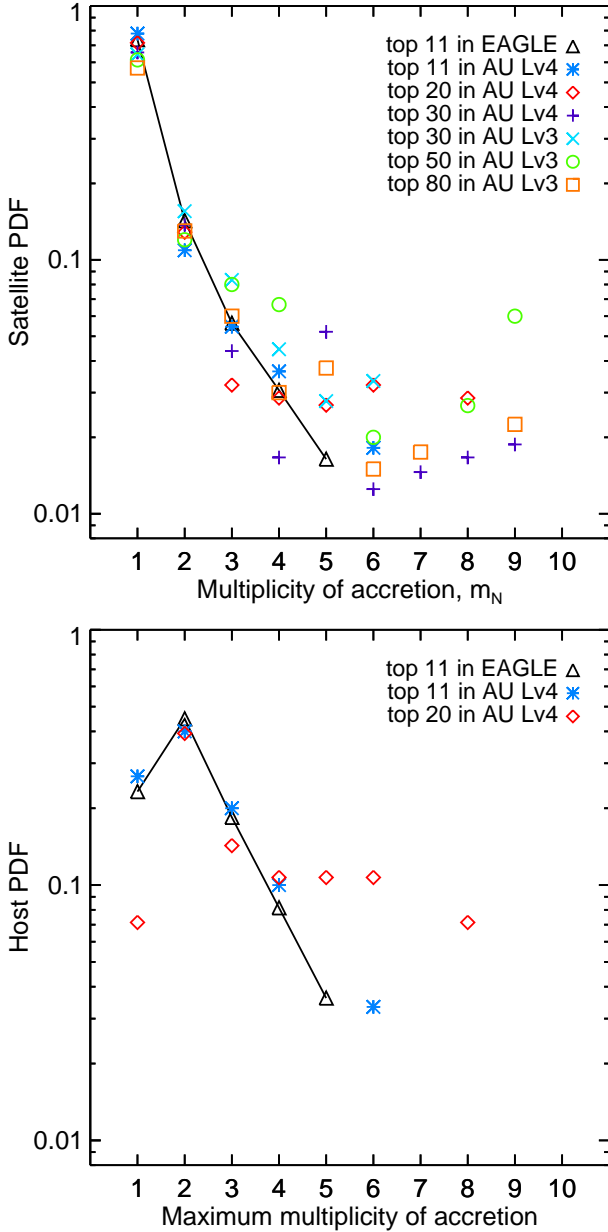 1
top 11 in EAGLE
top 11 in AU Lv4
top 20 in AU Lv4
top 30 in AU Lv4
top 30 in AU Lv3
top 50 in AU Lv3
top 80 in AU Lv3
Satellite PDF
0.1
0.01
1 2 3 4 5 6 7 8 9 10
Multiplicity of accretion, m_N
1
top 11 in EAGLE
top 11 in AU Lv4
top 20 in AU Lv4
Host PDF
0.1
0.01
1 2 3 4 5 6 7 8 9 10
Maximum multiplicity of accretion